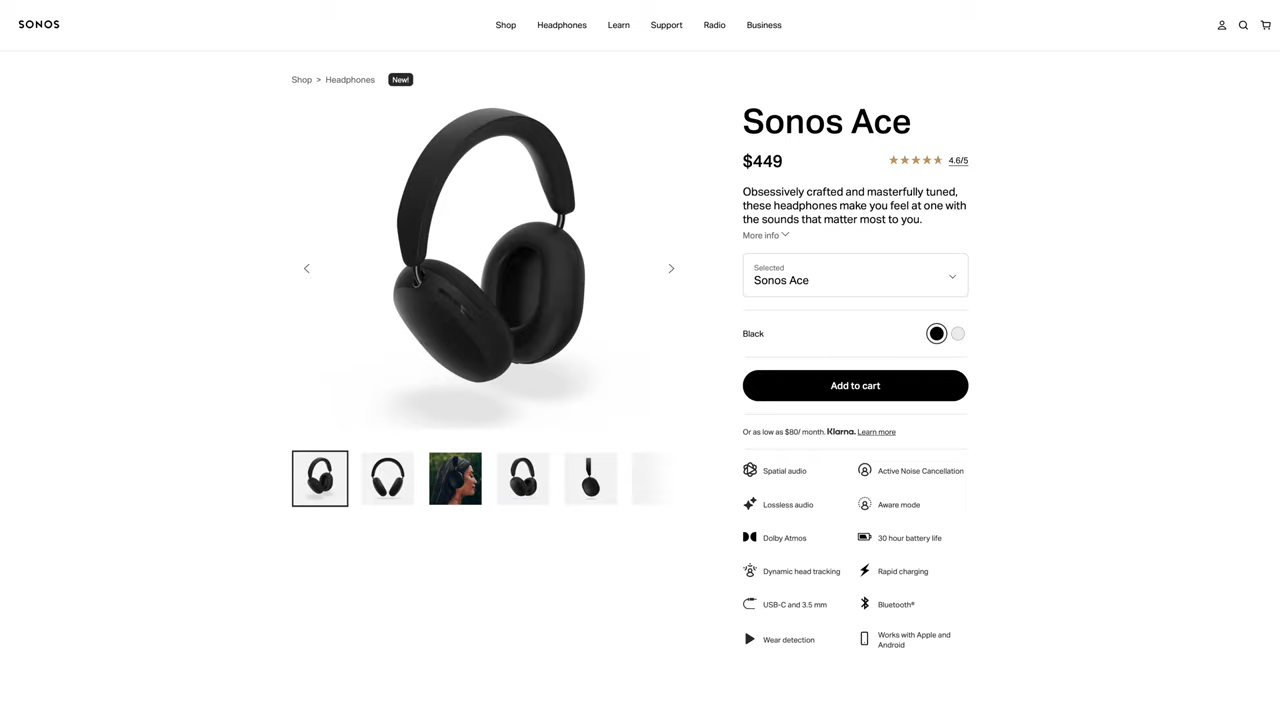 SONOS
Shop
Headphones
Learn
Support
Radio
Business
Shop > Headphones
New!
Sonos Ace
$449
4.6/5
Obsessively crafted and masterfully tuned,
these headphones make you feel at one with
the sounds that matter most to you.
More info
Selected
Sonos Ace
Black
Add to cart
Or as low as $80/ month. Klarna. Learn more
Spatial audio
Active Noise Cancellation
Lossless audio
Aware mode
Dolby Atmos
30 hour battery life
Dynamic head tracking
Rapid charging
USB-C and 3.5 mm
Bluetooth®
Wear detection
Works with Apple and
Android